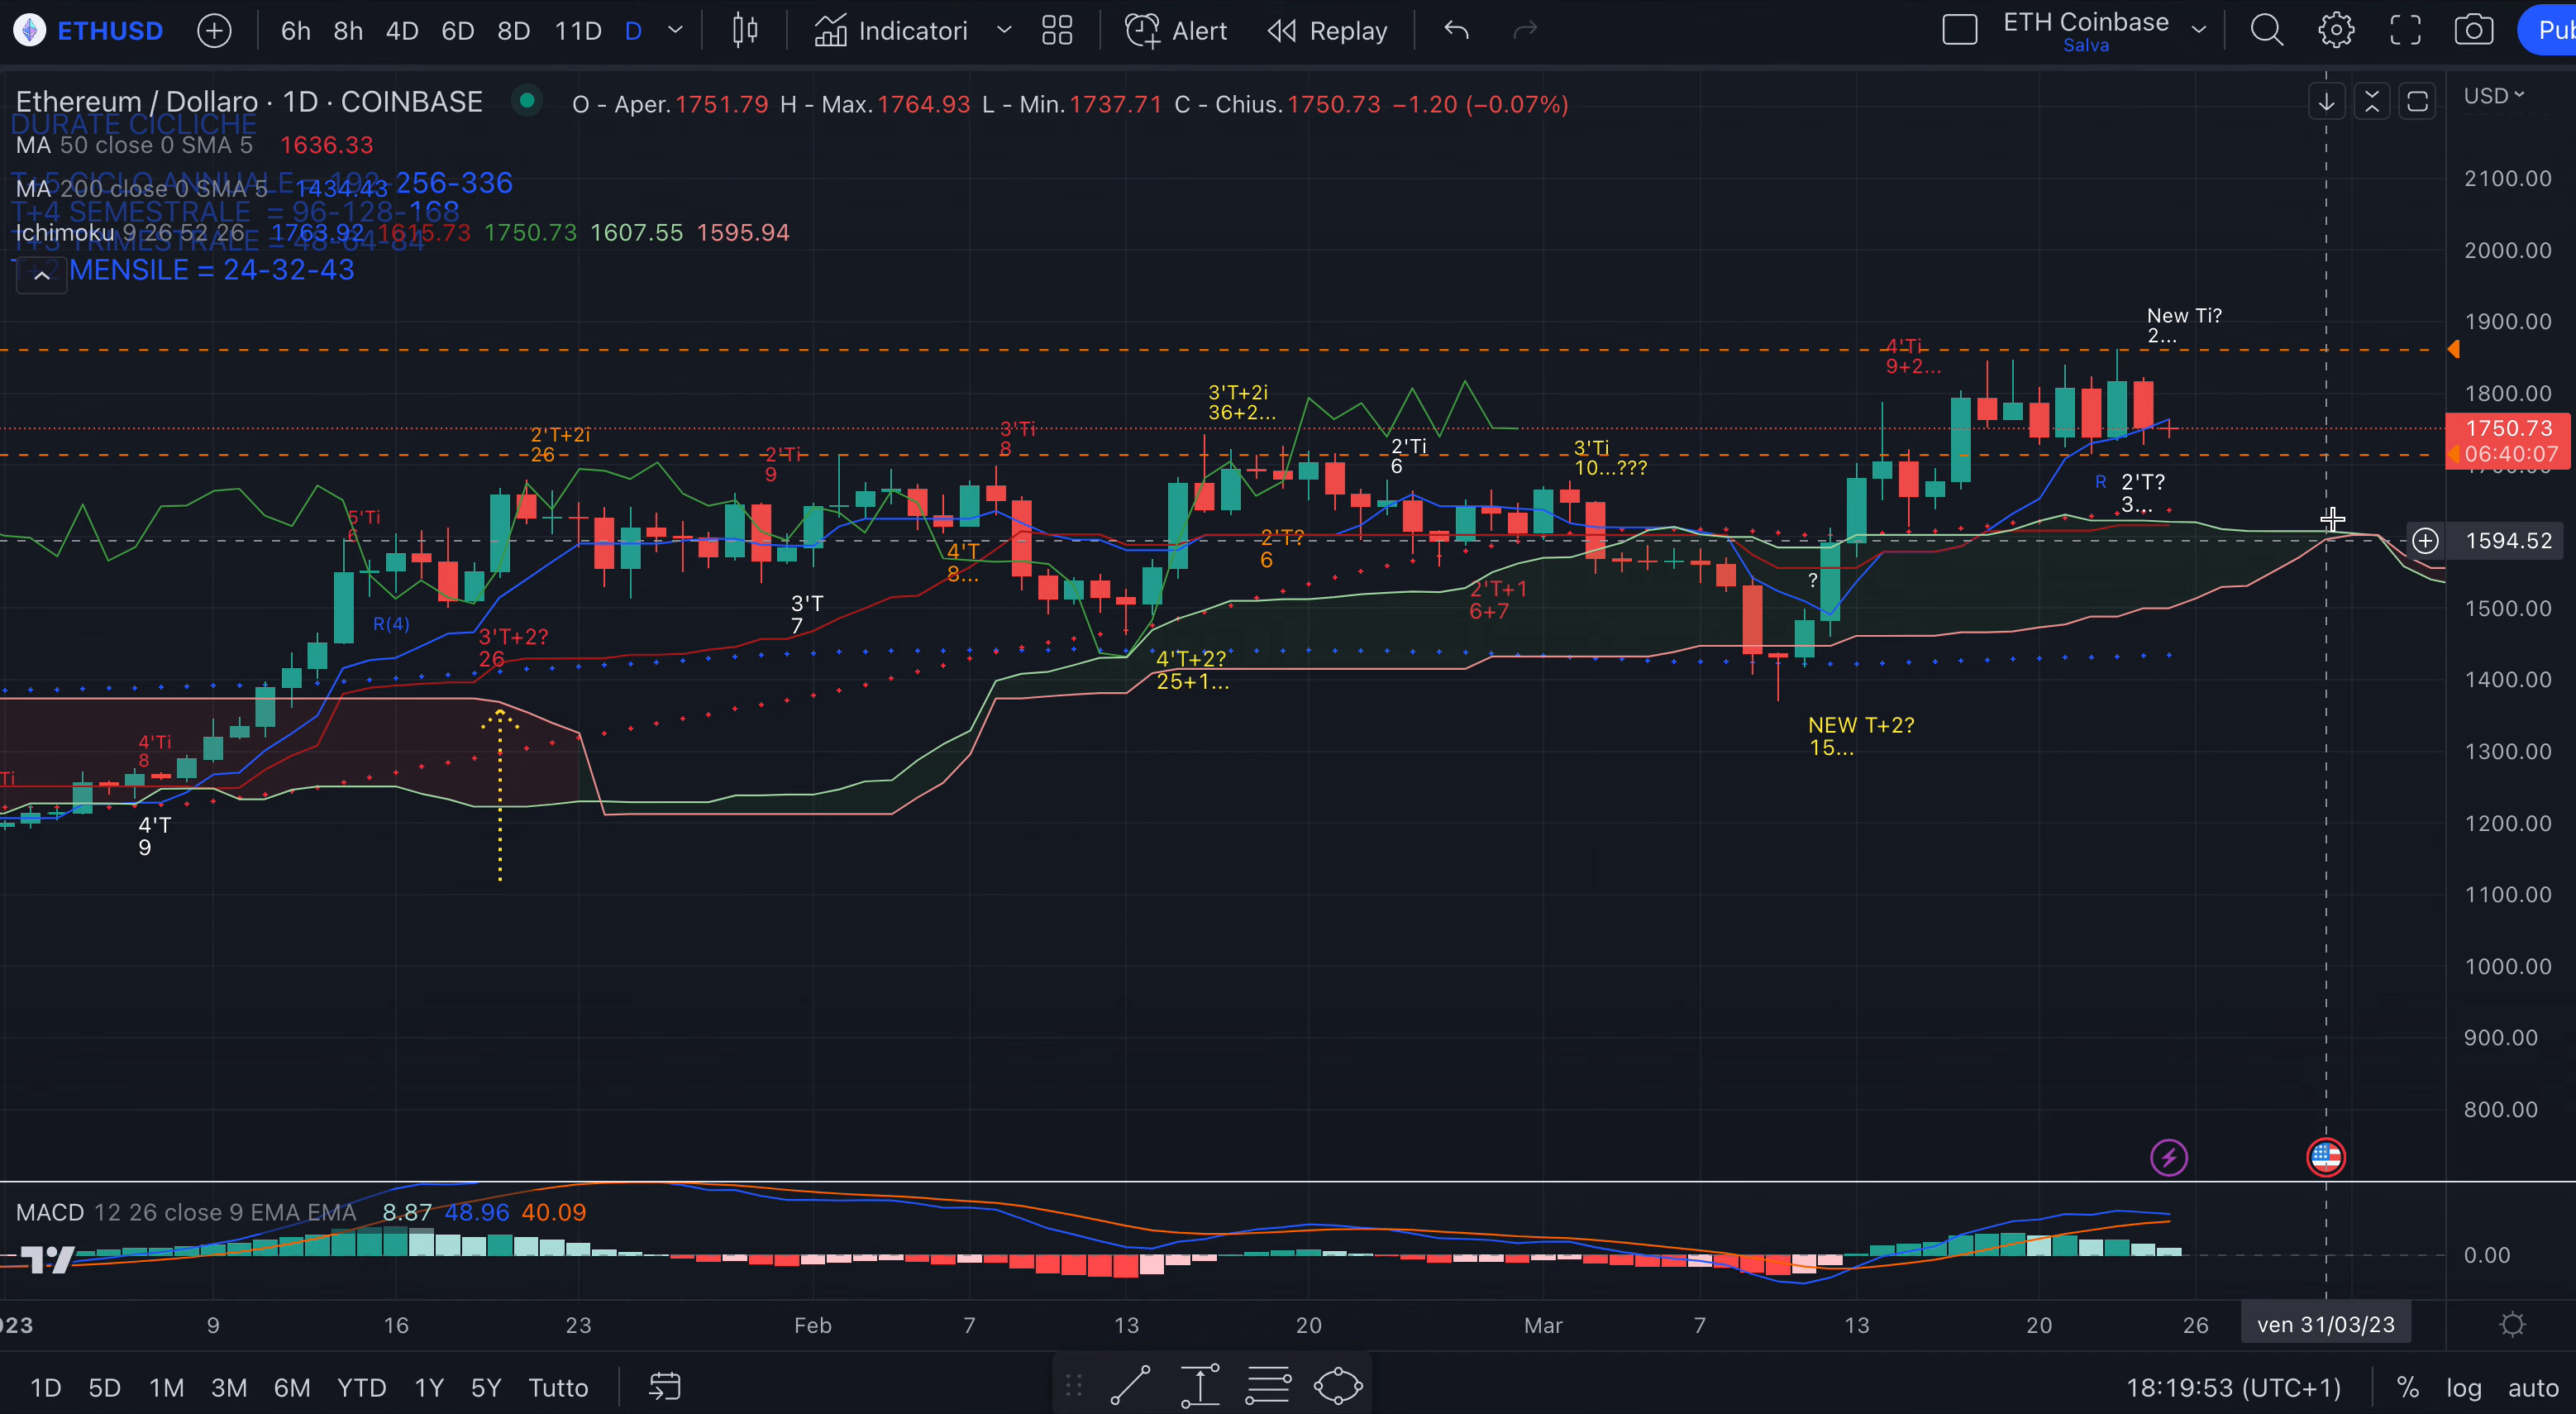 ETHUSD 6h 8h 4D 6D 8D 11D D Indicatori Alert Replay ETH Coinbase Pub
Salva
Ethereum / Dollaro · 1D · COINBASE O - Aper. 1751.79 H - Max. 1764.93 L - Min. 1737.71 C - Chius. 1750.73 −1.20 (−0.07%)
USD
DURATE CICLICHE
MA 50 close 0 SMA 5 1636.33
T+5 CICLO ANNUALE = 192-256-336
MA 200 close 0 SMA 5 1434.43
T+4 SEMESTRALE = 96-128-168
Ichimoku 9 26 52 26 1763.92 1615.73 1750.73 1607.55 1595.94
T+3 TRIMESTRALE = 48-64-84
T+2 MENSILE = 24-32-43
2100.00
2000.00
1900.00
1800.00
1750.73
06:40:07
1700.00
1594.52
1500.00
1400.00
1300.00
1200.00
1100.00
1000.00
900.00
800.00
Ti
4'Ti
8
4'T
9
5'Ti
6
R(4)
3'T+2?
26
2'T+2i
26
2'Ti
9
3'T
7
4'T
8...
3'Ti
8
4'T+2?
25+1...
3'T+2i
36+2...
2'T?
6
2'Ti
6
2'T+1
6+7
3'Ti
10...???
?
NEW T+2?
15...
4'Ti
9+2...
New Ti?
2...
R 2'T?
3...
MACD 12 26 close 9 EMA EMA 8.87 48.96 40.09
0.00
023 9 16 23 Feb 7 13 20 Mar 7 13 20 26 ven 31/03/23
1D 5D 1M 3M 6M YTD 1Y 5Y Tutto 18:19:53 (UTC+1) % log auto